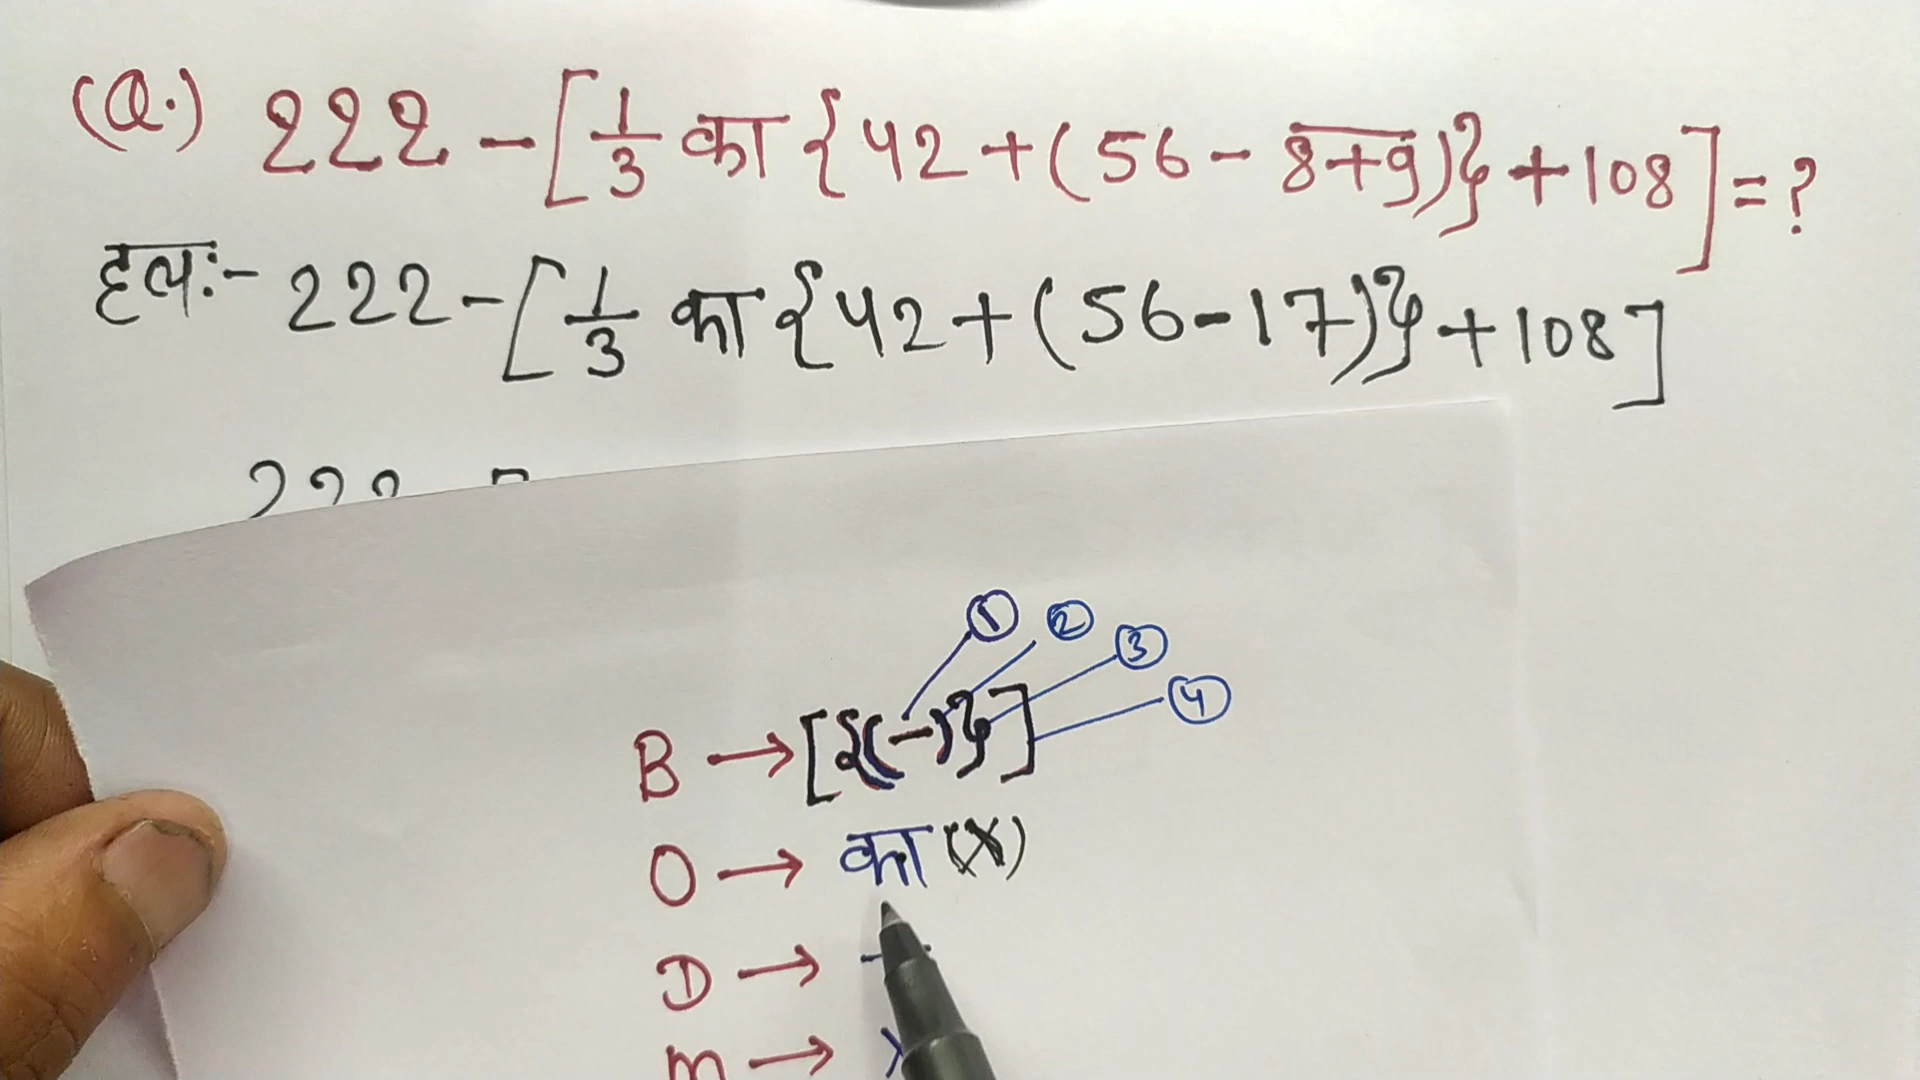 (Q.) 222 - [1/3 का {42 + (56 - 8+9)} + 108] = ?
हल:- 222 - [1/3 का {42 + (56 - 17)} + 108]
1 2 3 4
B → [{(-)}]
O → का (×)
D →
m →